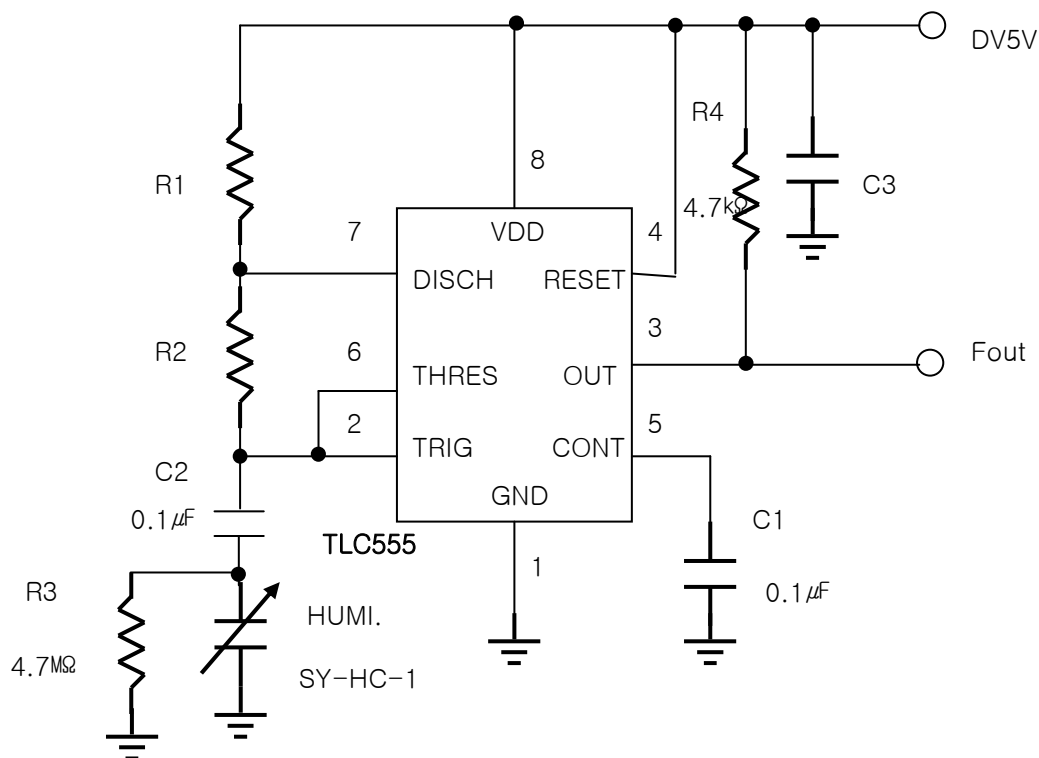 DV5V
R4
8
R1
C3
4.7kΩ
7
VDD
4
DISCH
RESET
3
R2
6
Fout
THRES
OUT
2
5
TRIG
CONT
C2
GND
0.1µF
C1
TLC555
1
R3
0.1µF
HUMI.
4.7MΩ
SY-HC-1